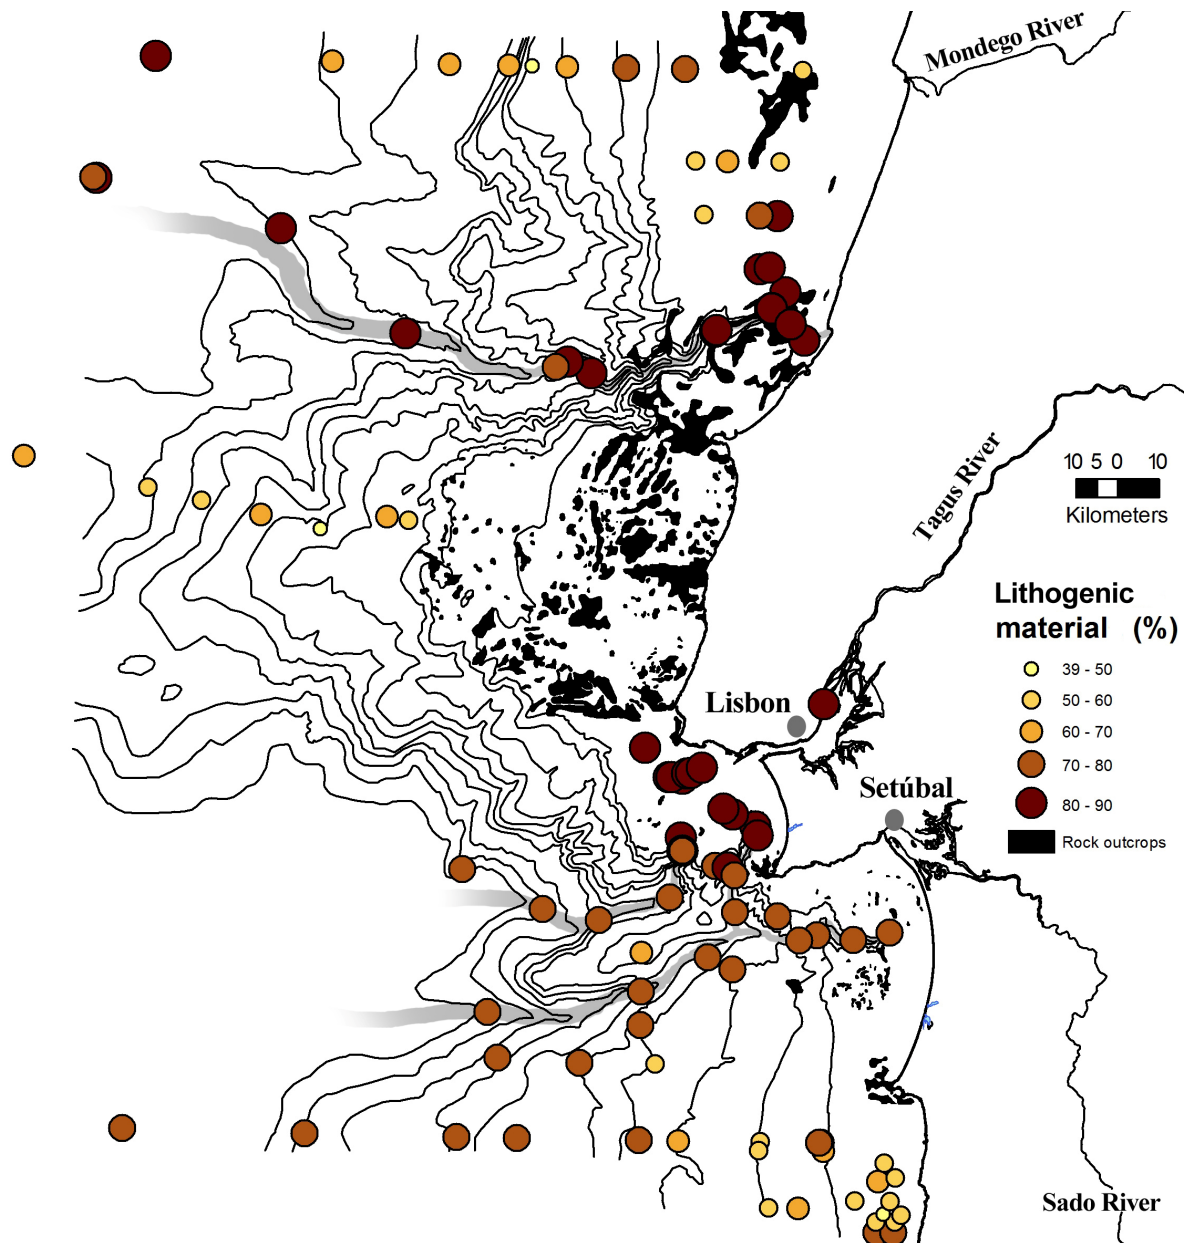 Mondego River
Tagus River
10 5 0 10
Kilometers
Lithogenic
material (%)
39 - 50
50 - 60
60 - 70
70 - 80
80 - 90
Rock outcrops
Lisbon
Setúbal
Sado River